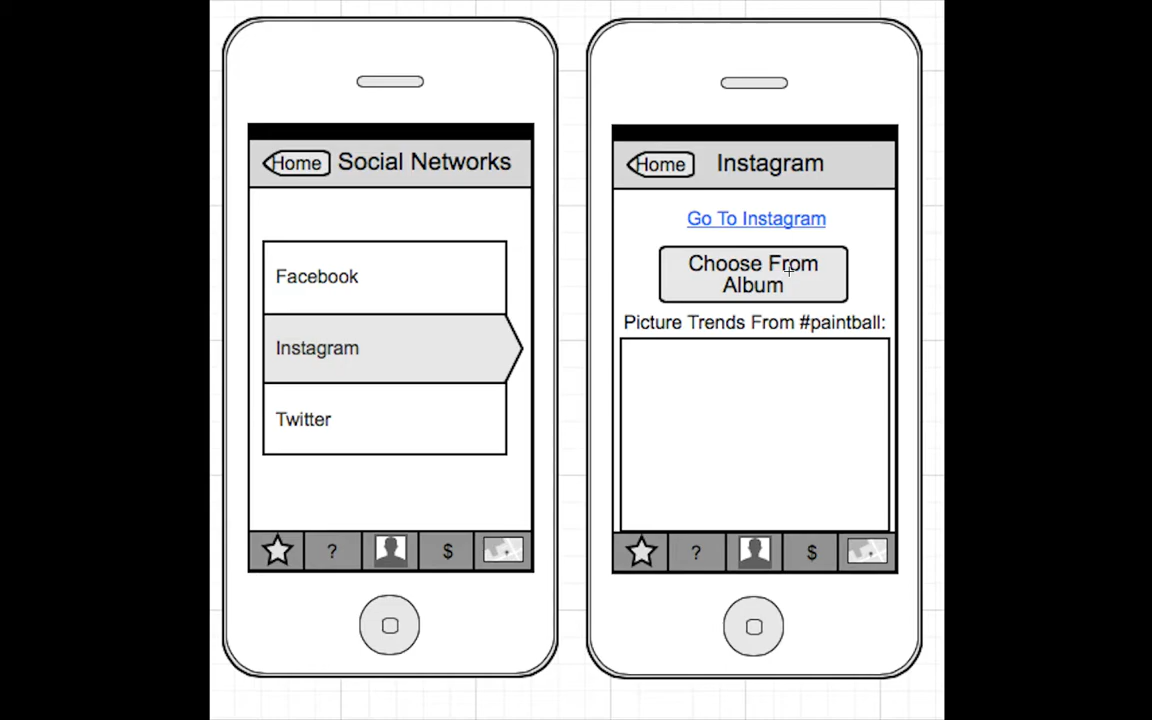 Home
Social Networks
Facebook
Instagram
Twitter
?
$
Home
Instagram
Go To Instagram
Choose From
Album
Picture Trends From #paintball:
?
$